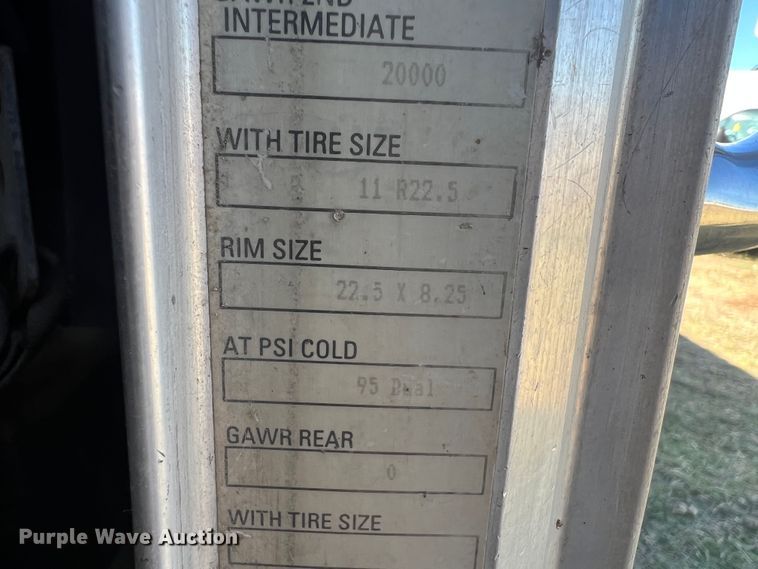 INTERMEDIATE
20000
WITH TIRE SIZE
11 R22.5
RIM SIZE
22.5 X 8.25
AT PSI COLD
95 Dual
GAWR REAR
0
WITH TIRE SIZE
Purple Wave Auction